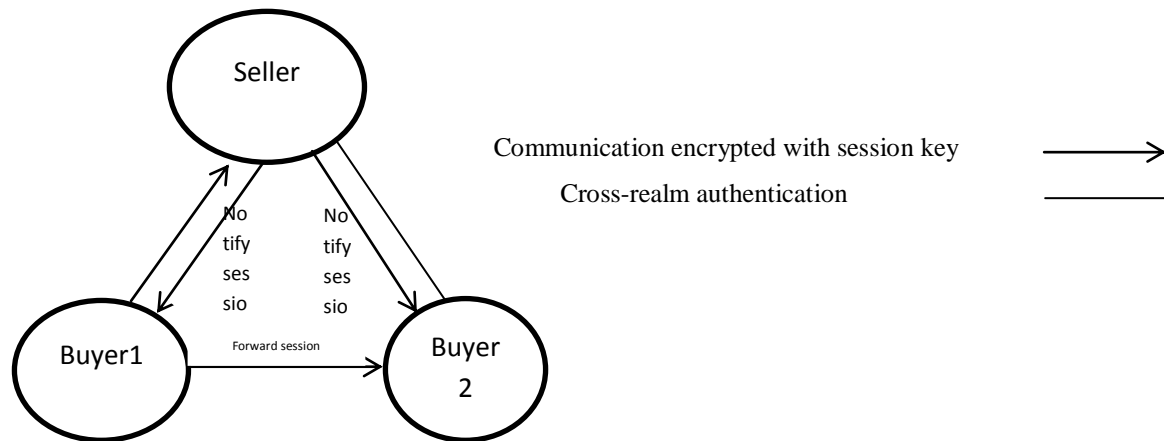 Seller
Communication encrypted with session key
Cross-realm authentication
No
tify
ses
sio
No
tify
ses
sio
Forward session
Buyer1
Buyer
2